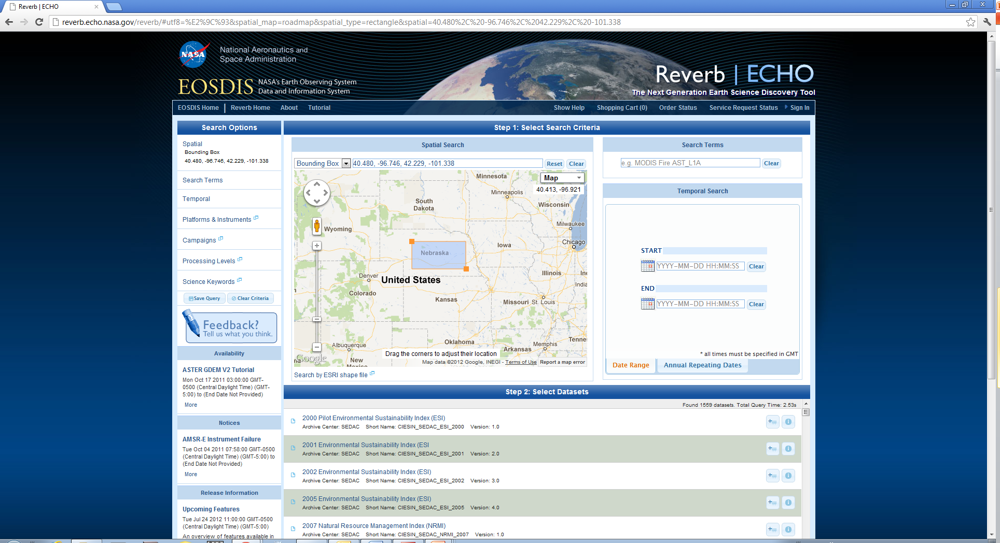 Reverb | ECHO
reverb.echo.nasa.gov/reverb/#utf8=%E2%9C%93&spatial_map=roadmap&spatial_type=rectangle&spatial=40.480%2C%20-96.746%2C%2042.229%2C%20-101.338
NASA
National Aeronautics and
Space Administration
EOSDIS
NASA's Earth Observing System
Data and Information System
Reverb | ECHO
The Next Generation Earth Science Discovery Tool
EOSDIS Home | Reverb Home About Tutorial Show Help Shopping Cart (0) Order Status Service Request Status Sign In
Search Options
Spatial
Bounding Box
40.480, -96.746, 42.229, -101.338
Search Terms
Temporal
Platforms & Instruments
Campaigns
Processing Levels
Science Keywords
Save Query Clear Criteria
Feedback?
Tell us what you think.
Availability
ASTER GDEM V2 Tutorial
Mon Oct 17 2011 03:00:00 GMT-
0500 (Central Daylight Time) (GMT-
5:00) to (End Date Not Provided)
More
Notices
AMSR-E Instrument Failure
Tue Oct 04 2011 07:58:00 GMT-0500
(Central Daylight Time) (GMT-5:00) to
(End Date Not Provided)
More
Release Information
Upcoming Features
Tue Jul 24 2012 11:00:00 GMT-0500
(Central Daylight Time) (GMT-5:00)
An overview of features available in
Step 1: Select Search Criteria
Spatial Search
Bounding Box 40.480, -96.746, 42.229, -101.338 Reset Clear
Map
40.413, -96.921
Minnesota
Minneapolis
South
Dakota
Wisconsin
Milwaukee
Wyoming
Chicago
Iowa
Nebraska
Illinois
In
India
Denver
United States
Colorado
Kansas
Missouri
St. Louis
Albuquerque
Oklahoma
Memphis
Tenne
Arkansas
New
Mexico
na
Google
Drag the corners to adjust their location
Map data ©2012 Google, INEGI - Terms of Use Report a map error
Search by ESRI shape file
Search Terms
e.g. MODIS Fire AST_L1A Clear
Temporal Search
START
YYYY-MM-DD HH:MM:SS Clear
END
YYYY-MM-DD HH:MM:SS Clear
* all times must be specified in GMT
Date Range Annual Repeating Dates
Step 2: Select Datasets
Found 1559 datasets. Total Query Time: 2.53s
2000 Pilot Environmental Sustainability Index (ESI)
Archive Center: SEDAC Short Name: CIESIN_SEDAC_ESI_2000 Version: 1.0
2001 Environmental Sustainability Index (ESI
Archive Center: SEDAC Short Name: CIESIN_SEDAC_ESI_2001 Version: 2.0
2002 Environmental Sustainability Index (ESI)
Archive Center: SEDAC Short Name: CIESIN_SEDAC_ESI_2002 Version: 3.0
2005 Environmental Sustainability Index (ESI)
Archive Center: SEDAC Short Name: CIESIN_SEDAC_ESI_2005 Version: 4.0
2007 Natural Resource Management Index (NRMI)
Archive Center: SEDAC Short Name: CIESIN_SEDAC_NRMI_2007 Version: 1.0